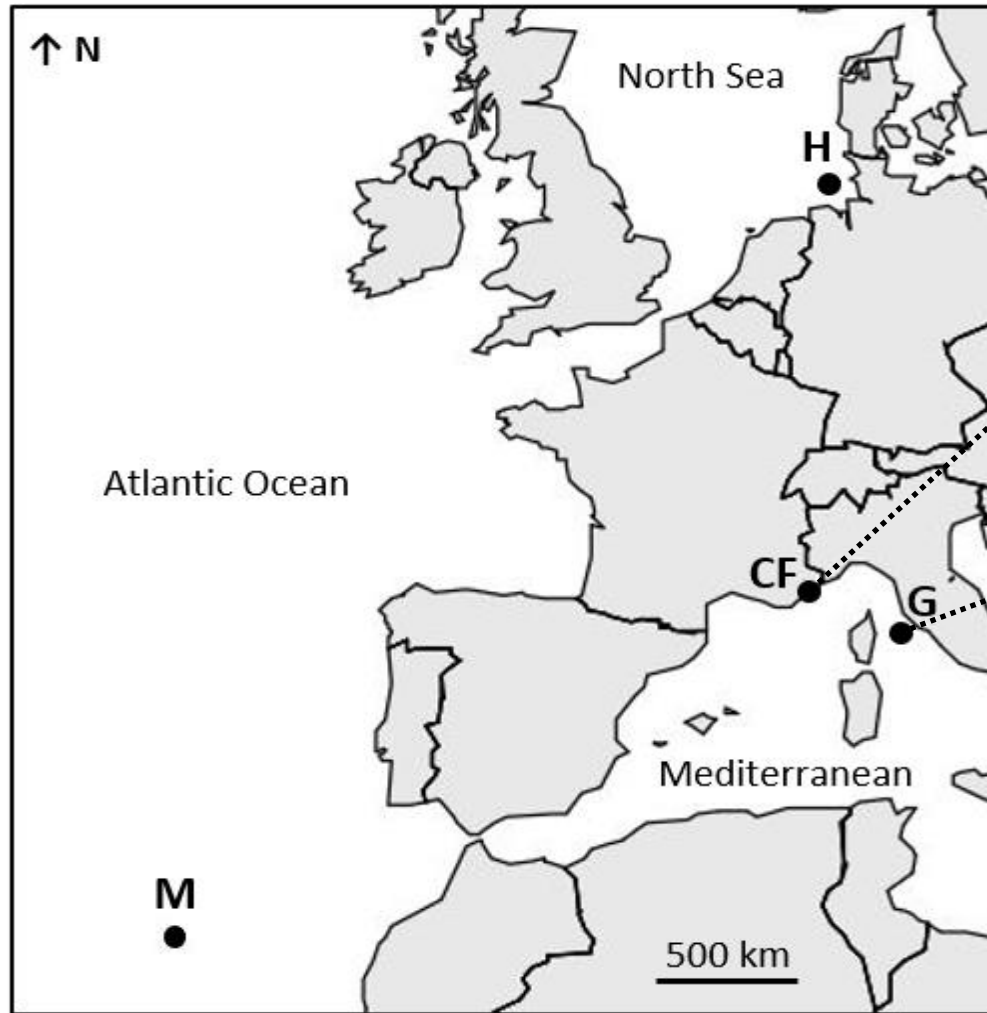 ↑ N
North Sea
H
Atlantic Ocean
CF
G
Mediterranean
M
500 km